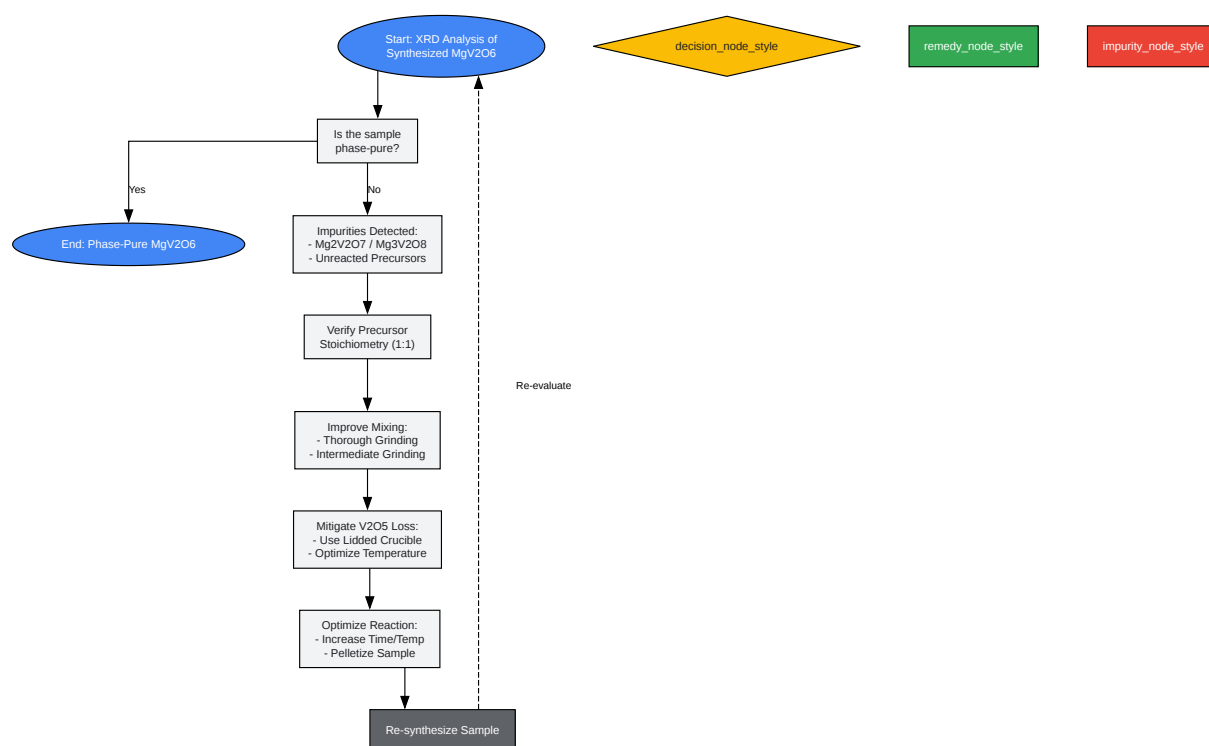 Start: XRD Analysis of
Synthesized MgV2O6
decision_node_style
remedy_node_style
impurity_node_style
Is the sample
phase-pure?
Yes
No
End: Phase-Pure MgV2O6
Impurities Detected:
- Mg2V2O7 / Mg3V2O8
- Unreacted Precursors
Verify Precursor
Stoichiometry (1:1)
Re-evaluate
Improve Mixing:
- Thorough Grinding
- Intermediate Grinding
Mitigate V2O5 Loss:
- Use Lidded Crucible
- Optimize Temperature
Optimize Reaction:
- Increase Time/Temp
- Pelletize Sample
Re-synthesize Sample